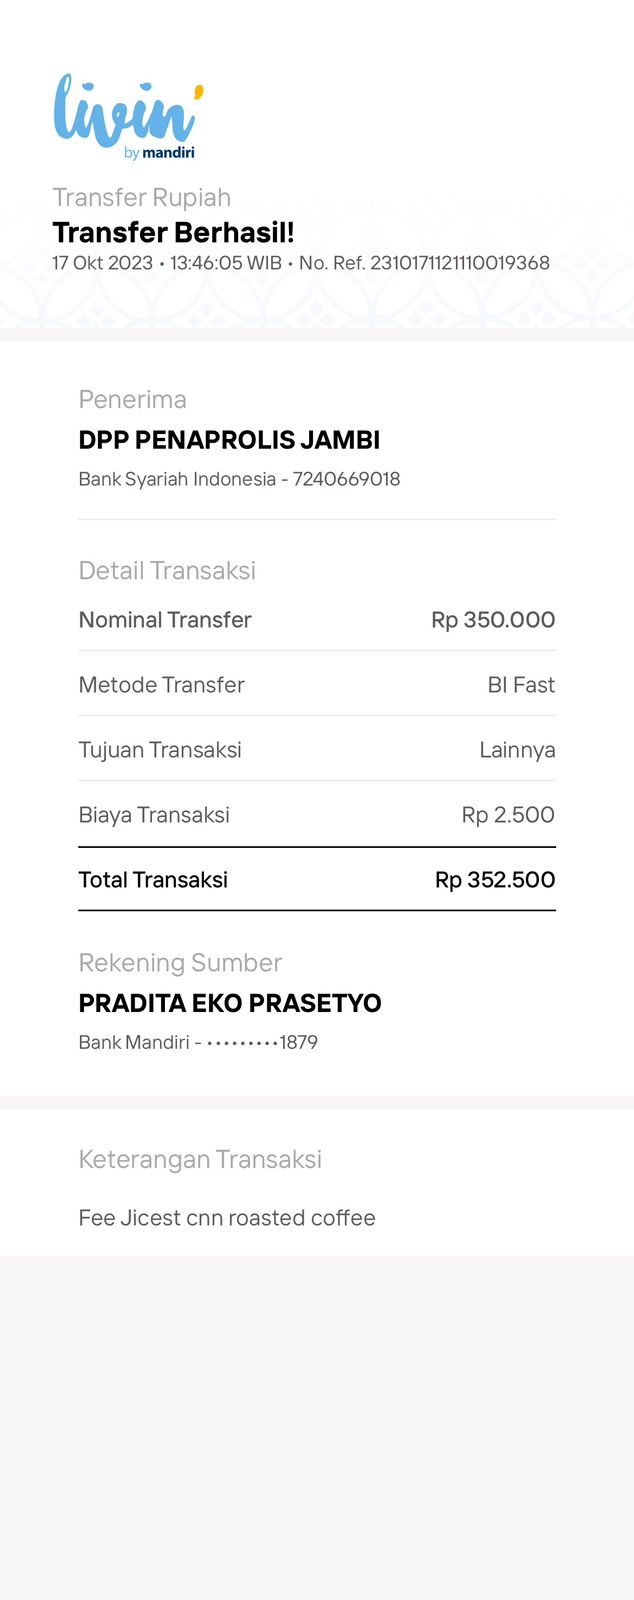 livin'
by mandiri
Transfer Rupiah
Transfer Berhasil!
17 Okt 2023 • 13:46:05 WIB • No. Ref. 2310171121110019368
Penerima
DPP PENAPROLIS JAMBI
Bank Syariah Indonesia - 7240669018
Detail Transaksi
Nominal Transfer Rp 350.000
Metode Transfer BI Fast
Tujuan Transaksi Lainnya
Biaya Transaksi Rp 2.500
Total Transaksi Rp 352.500
Rekening Sumber
PRADITA EKO PRASETYO
Bank Mandiri - •••••••••1879
Keterangan Transaksi
Fee Jicest cnn roasted coffee